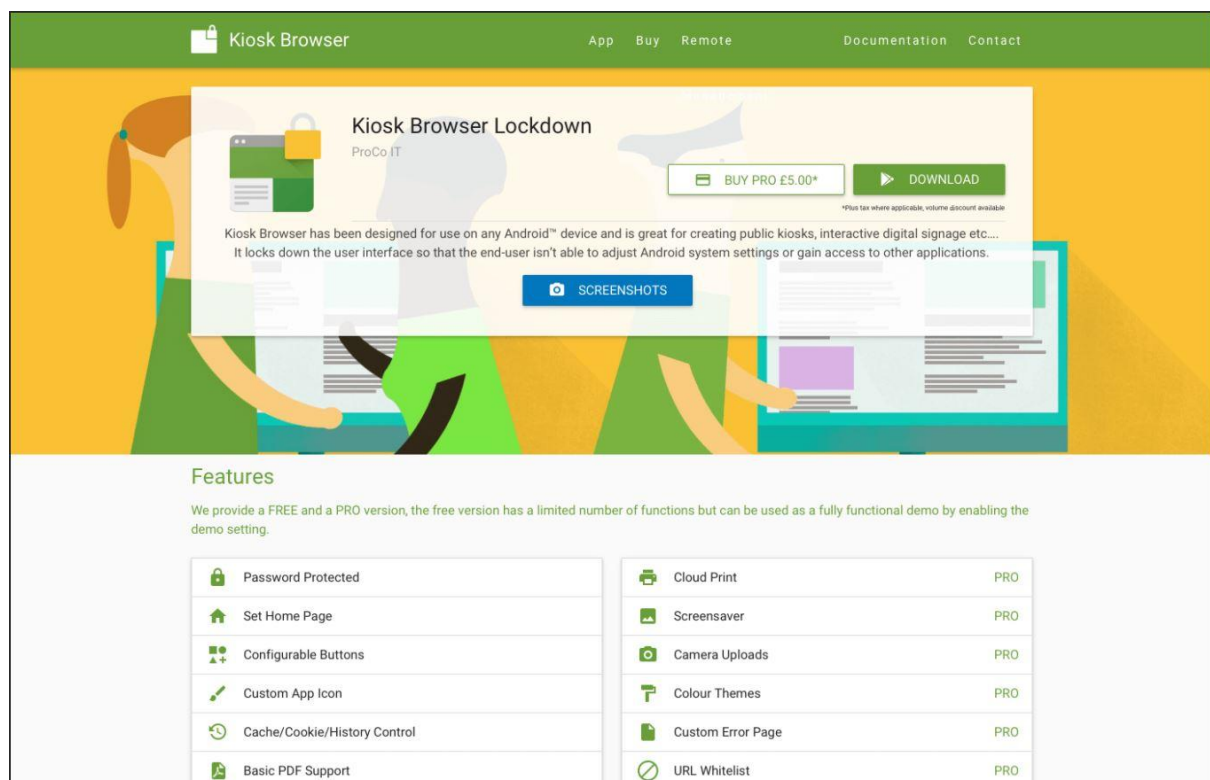 Kiosk Browser
App Buy Remote Documentation Contact
Kiosk Browser Lockdown
ProCo IT
BUY PRO £5.00*
DOWNLOAD
*Plus tax where applicable, volume discount available
Kiosk Browser has been designed for use on any Android™ device and is great for creating public kiosks, interactive digital signage etc....
It locks down the user interface so that the end-user isn't able to adjust Android system settings or gain access to other applications.
SCREENSHOTS
Features
We provide a FREE and a PRO version, the free version has a limited number of functions but can be used as a fully functional demo by enabling the
demo setting.
Password Protected
Set Home Page
Configurable Buttons
Custom App Icon
Cache/Cookie/History Control
Basic PDF Support
Cloud Print PRO
Screensaver PRO
Camera Uploads PRO
Colour Themes PRO
Custom Error Page PRO
URL Whitelist PRO